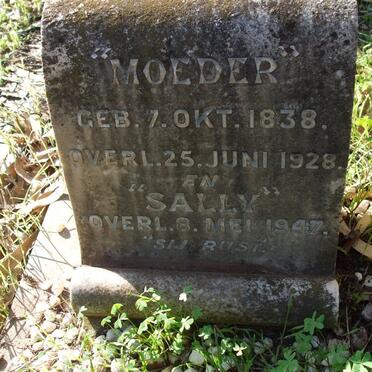 "MOEDER"
GEB. 7. OKT. 1838.
OVERL. 25. JUNI 1928.
EN
"SALLY"
OVERL. 8. MEI 1947.
"SIJ RUST."